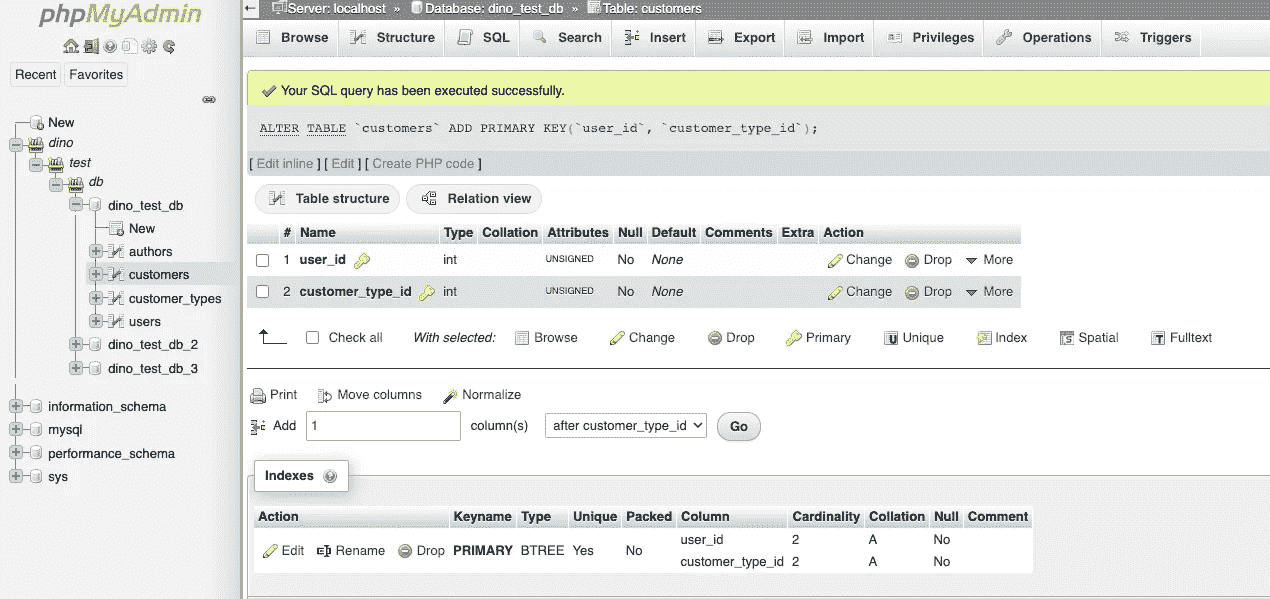 phpMyAdmin
Recent Favorites
New
dino
test
db
dino_test_db
New
authors
customers
customer_types
users
dino_test_db_2
dino_test_db_3
information_schema
mysql
performance_schema
sys
Server: localhost » Database: dino_test_db » Table: customers
Browse Structure SQL Search Insert Export Import Privileges Operations Triggers
Your SQL query has been executed successfully.
ALTER TABLE `customers` ADD PRIMARY KEY(`user_id`, `customer_type_id`);
[ Edit inline ] [ Edit ] [ Create PHP code ]
Table structure Relation view
# Name Type Collation Attributes Null Default Comments Extra Action
1 user_id int UNSIGNED No None Change Drop More
2 customer_type_id int UNSIGNED No None Change Drop More
Check all With selected: Browse Change Drop Primary Unique Index Spatial Fulltext
Print Move columns Normalize
Add 1 column(s) after customer_type_id Go
Indexes
Action Keyname Type Unique Packed Column Cardinality Collation Null Comment
Edit Rename Drop PRIMARY BTREE Yes No user_id 2 A No
customer_type_id 2 A No